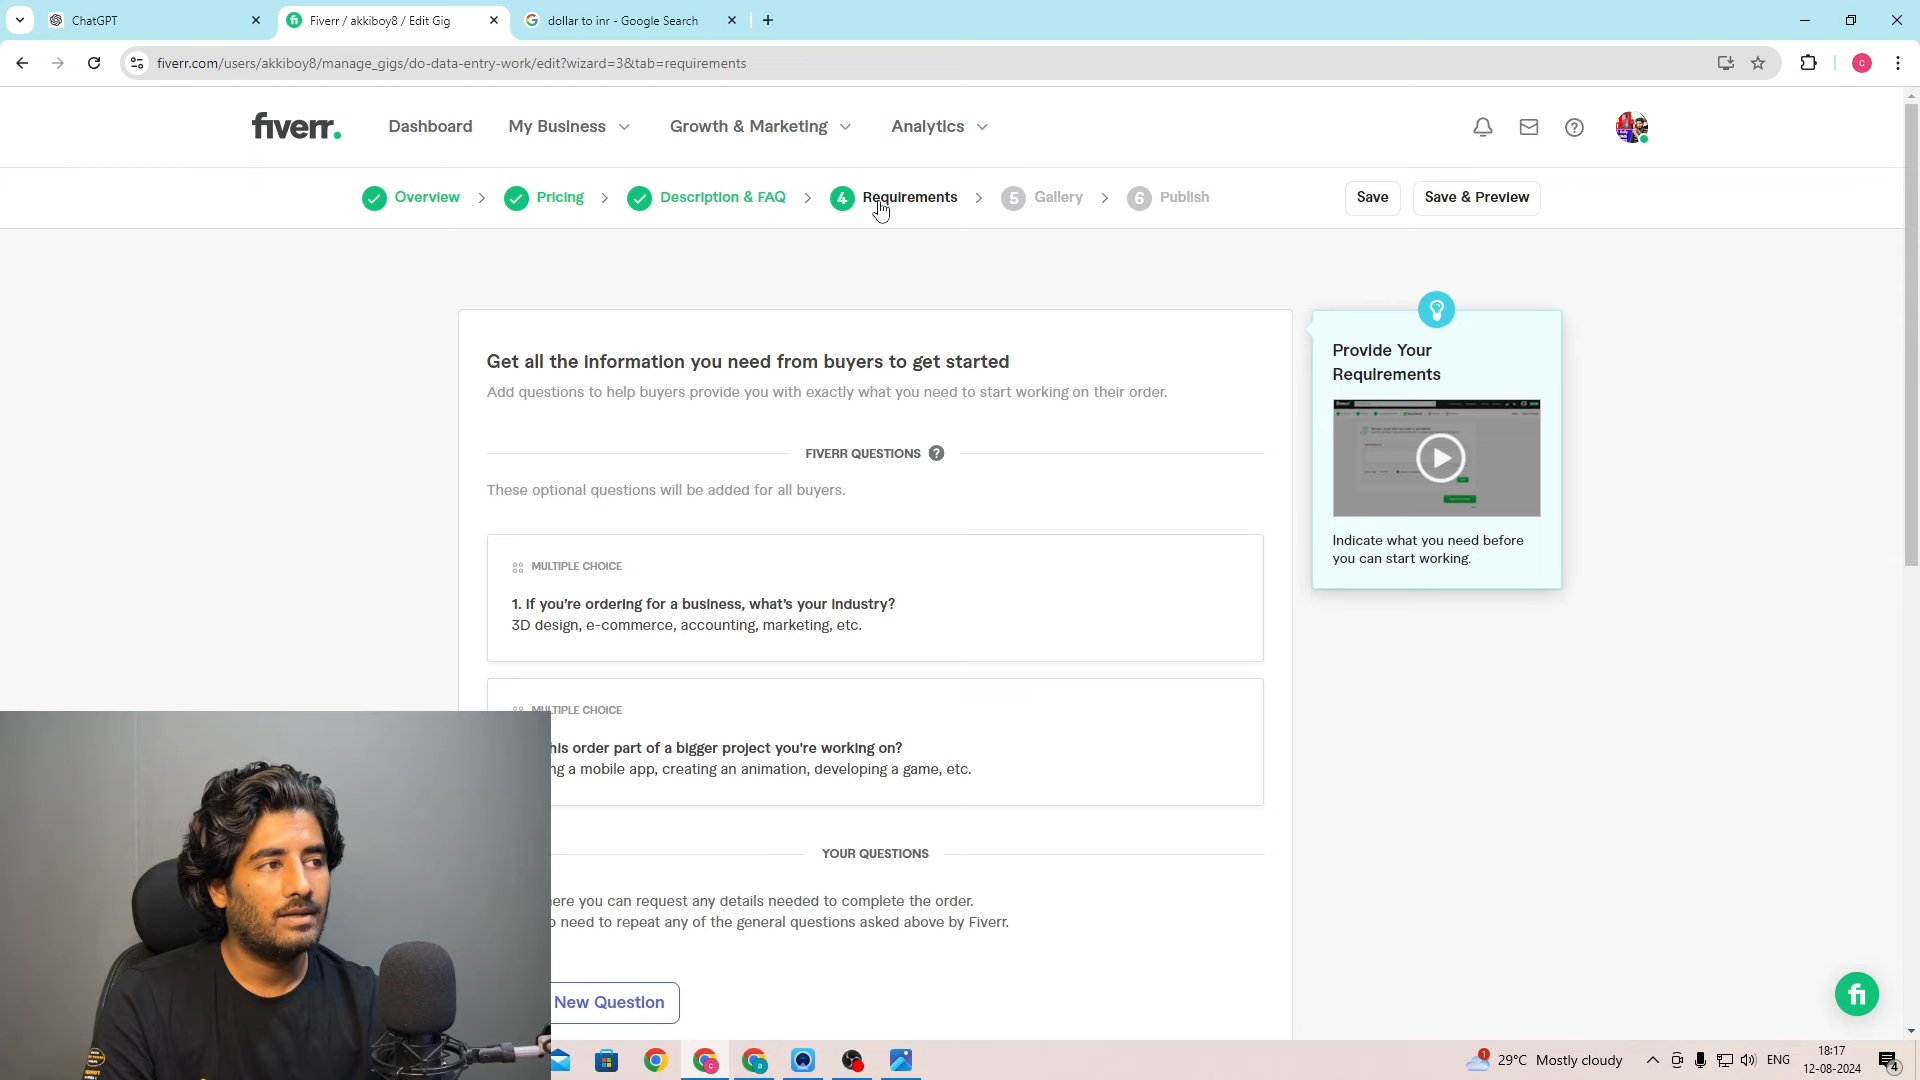 ChatGPT
Fiverr / akkiboy8 / Edit Gig
dollar to inr - Google Search
fiverr.com/users/akkiboy8/manage_gigs/do-data-entry-work/edit?wizard=3&tab=requirements
fiverr.
Dashboard
My Business
Growth & Marketing
Analytics
Overview
Pricing
Description & FAQ
4 Requirements
5 Gallery
6 Publish
Save
Save & Preview
Get all the information you need from buyers to get started
Add questions to help buyers provide you with exactly what you need to start working on their order.
FIVERR QUESTIONS ?
These optional questions will be added for all buyers.
MULTIPLE CHOICE
1. If you're ordering for a business, what's your industry?
3D design, e-commerce, accounting, marketing, etc.
MULTIPLE CHOICE
his order part of a bigger project you're working on?
ng a mobile app, creating an animation, developing a game, etc.
YOUR QUESTIONS
ere you can request any details needed to complete the order.
need to repeat any of the general questions asked above by Fiverr.
New Question
Provide Your
Requirements
Indicate what you need before
you can start working.
fi
29°C Mostly cloudy
ENG
18:17
12-08-2024
4